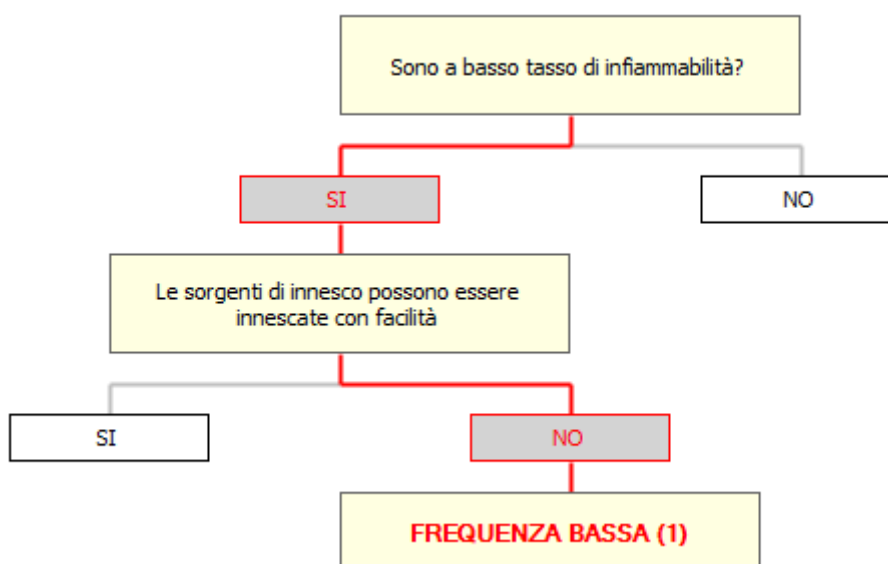 Sono a basso tasso di infiammabilità?
SI
NO
Le sorgenti di innesco possono essere
innescate con facilità
SI
NO
FREQUENZA BASSA (1)